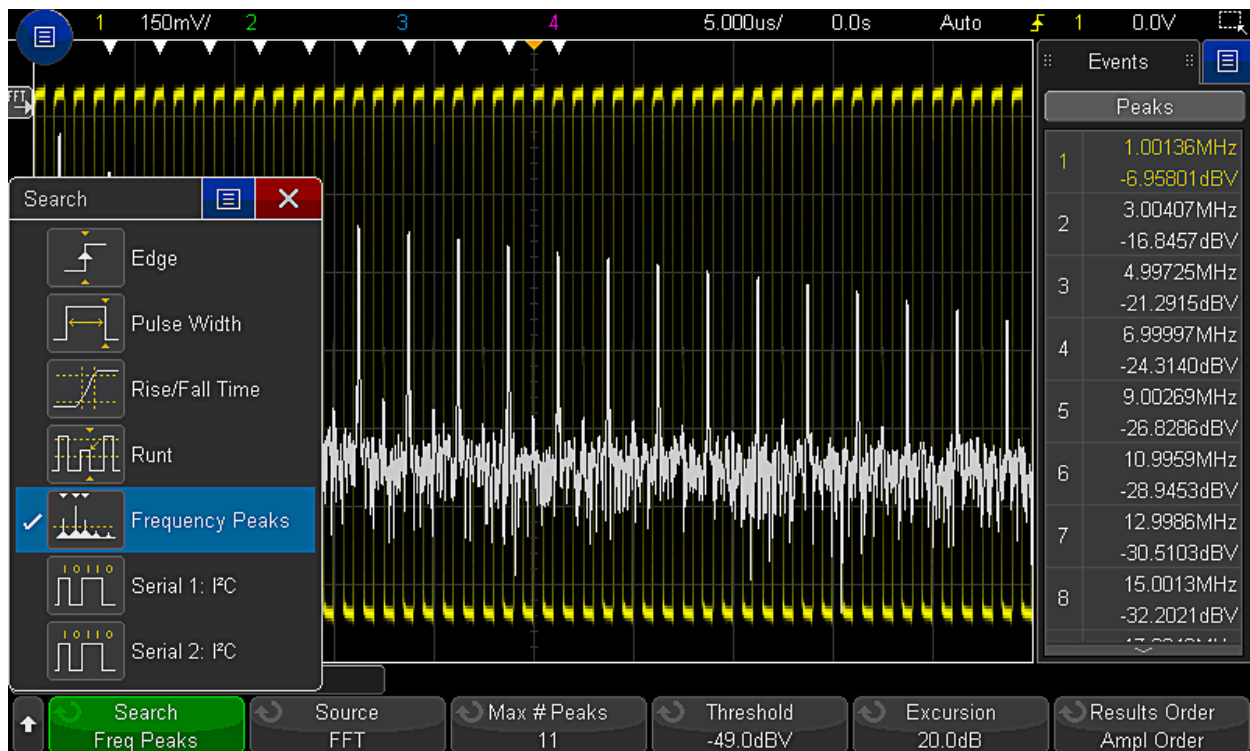 1 150mV/ 2 3 4 5.000us/ 0.0s Auto 1 0.0V
FFT
Events
Peaks
1 1.00136MHz
-6.95801dBV
2 3.00407MHz
-16.8457dBV
3 4.99725MHz
-21.2915dBV
4 6.99997MHz
-24.3140dBV
5 9.00269MHz
-26.8286dBV
6 10.9959MHz
-28.9453dBV
7 12.9986MHz
-30.5103dBV
8 15.0013MHz
-32.2021dBV
Search
Edge
Pulse Width
Rise/Fall Time
Runt
Frequency Peaks
10110
Serial 1: I²C
10110
Serial 2: I²C
Search Source Max # Peaks Threshold Excursion Results Order
Freq Peaks FFT 11 -49.0dBV 20.0dB Ampl Order